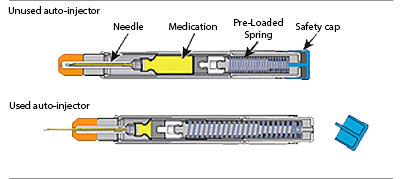 Unused auto-injector
Needle
Medication
Pre-Loaded
Spring
Safety cap
Used auto-injector